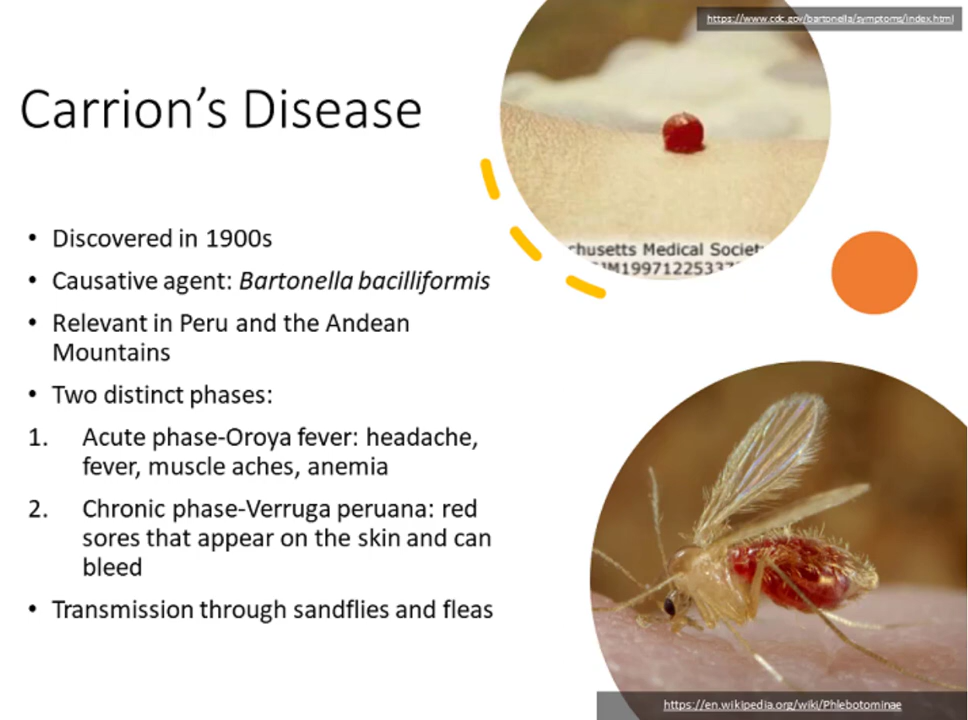 https://www.cdc.gov/bartonella/symptoms/index.html
Carrion’s Disease
chusetts Medical Societ
JM1997122533
• Discovered in 1900s
• Causative agent: Bartonella bacilliformis
• Relevant in Peru and the Andean
Mountains
• Two distinct phases:
1. Acute phase-Oroya fever: headache,
fever, muscle aches, anemia
2. Chronic phase-Verruga peruana: red
sores that appear on the skin and can
bleed
• Transmission through sandflies and fleas
https://en.wikipedia.org/wiki/Phlebotominae